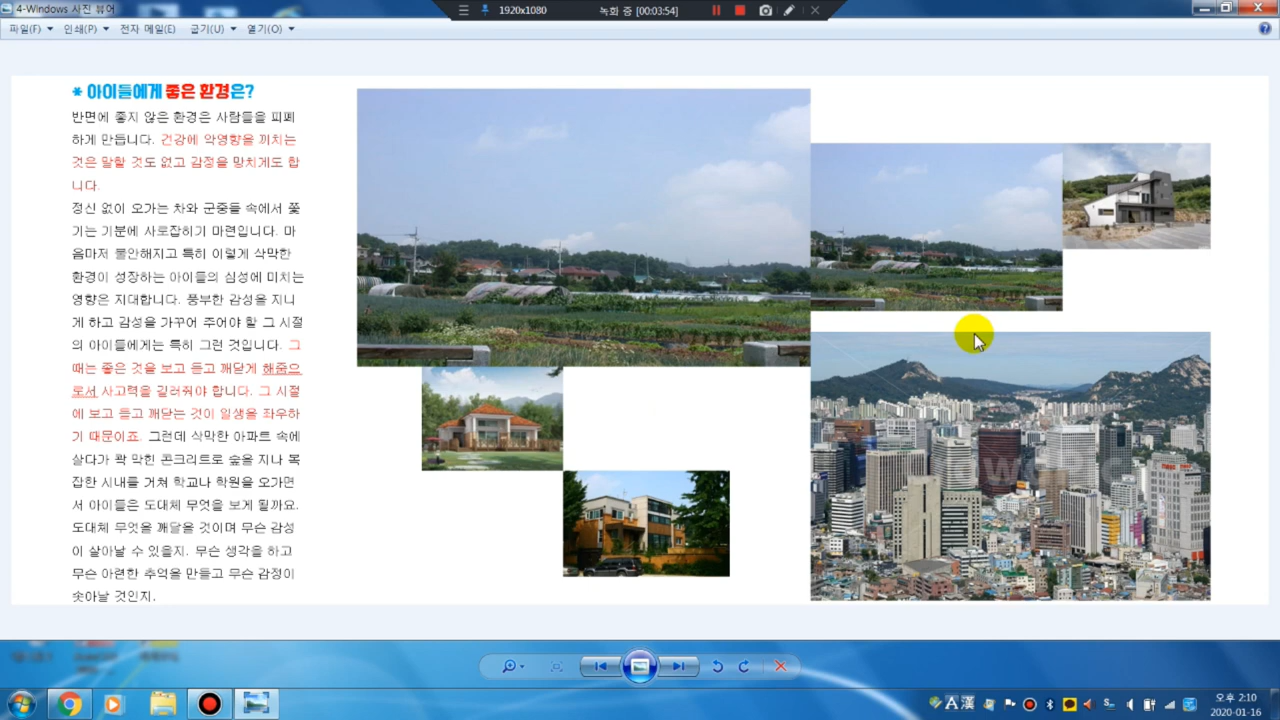 4-Windows 사진 뷰어
1920x1080
녹화 중 [00:03:54]
파일(F)
인쇄(P)
전자 메일(E)
굽기(U)
열기(O)
* 아이들에게 좋은 환경은?
반면에 좋지 않은 환경은 사람들을 피폐
하게 만듭니다. 건강에 악영향을 끼치는
것은 말할 것도 없고 감정을 망치게도 합
니다.
정신 없이 오가는 차와 군중들 속에서 쫓
기는 기분에 사로잡히기 마련입니다. 마
음마저 불안해지고 특히 이렇게 삭막한
환경이 성장하는 아이들의 심성에 미치는
영향은 지대합니다. 풍부한 감성을 지니
게 하고 감성을 가꾸어 주어야 할 그 시절
의 아이들에게는 특히 그런 것입니다. 그
때는 좋은 것을 보고 듣고 깨닫게 해줌으
로서 사고력을 길러줘야 합니다. 그 시절
에 보고 듣고 깨닫는 것이 일생을 좌우하
기 때문이죠. 그런데 삭막한 아파트 속에
살다가 꽉 막힌 콘크리트로 숲을 지나 복
잡한 시내를 거쳐 학교나 학원을 오가면
서 아이들은 도대체 무엇을 보게 될까요.
도대체 무엇을 깨달을 것이며 무슨 감성
이 살아날 수 있을지. 무슨 생각을 하고
무슨 아련한 추억을 만들고 무슨 감정이
솟아날 것인지.
A 漢
오후 2:10
2020-01-16